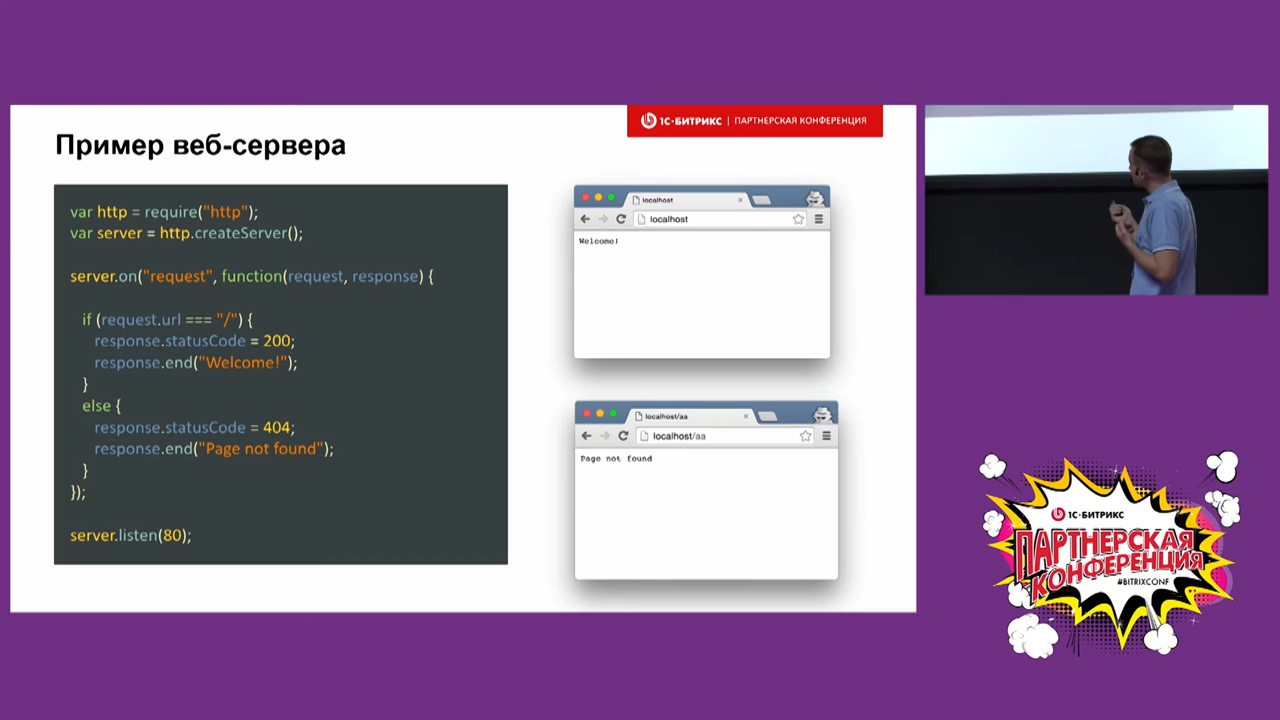 1С-БИТРИКС | ПАРТНЕРСКАЯ КОНФЕРЕНЦИЯ
Пример веб-сервера
var http = require("http");
var server = http.createServer();
server.on("request", function(request, response) {
if (request.url === "/") {
response.statusCode = 200;
response.end("Welcome!");
}
else {
response.statusCode = 404;
response.end("Page not found");
}
});
server.listen(80);
localhost
localhost
Welcome!
localhost/aa
localhost/aa
Page not found
1С-БИТРИКС
ПАРТНЕРСКАЯ
КОНФЕРЕНЦИЯ
#BITRIXCONF